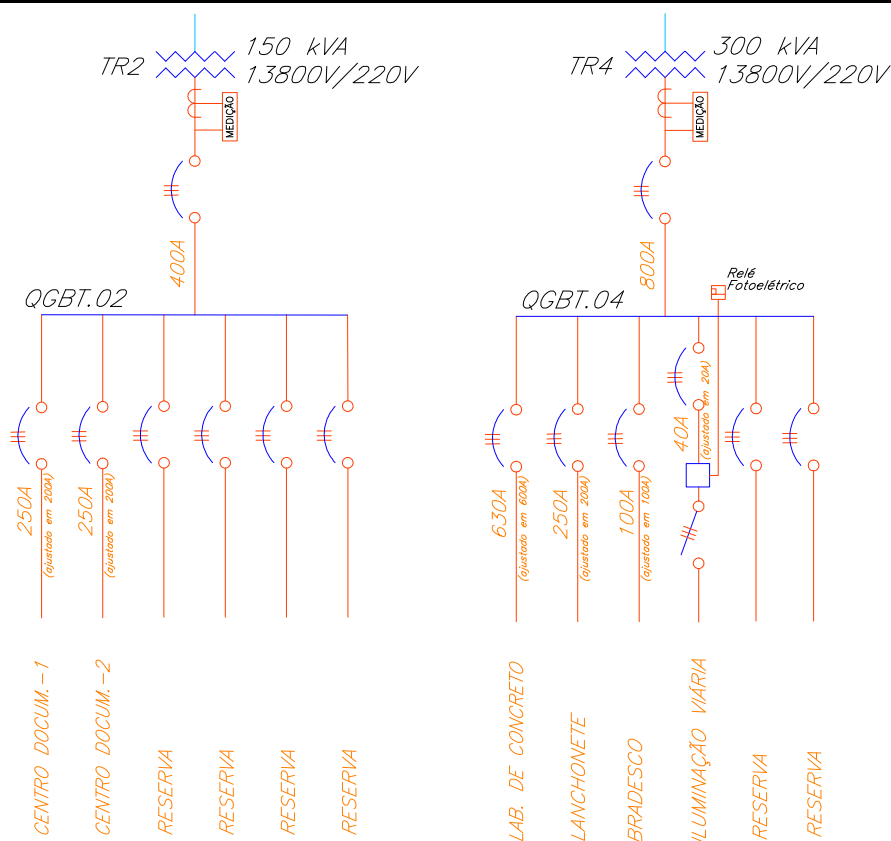 TR2
150 kVA
13800V/220V
MEDIÇÃO
400A
QGBT.02
250A
(ajustado em 200A)
250A
(ajustado em 200A)
CENTRO DOCUM.-1
CENTRO DOCUM.-2
RESERVA
RESERVA
RESERVA
RESERVA
TR4
300 kVA
13800V/220V
MEDIÇÃO
800A
Relé
Fotoelétrico
QGBT.04
630A
(ajustado em 600A)
250A
(ajustado em 200A)
100A
(ajustado em 100A)
40A
(ajustado em 20A)
LAB. DE CONCRETO
LANCHONETE
BRADESCO
ILUMINAÇÃO VIÁRIA
RESERVA
RESERVA